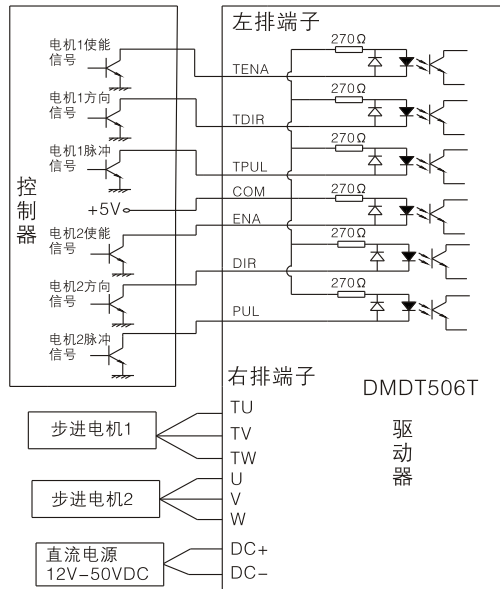 控制器
电机1使能
信号
电机1方向
信号
电机1脉冲
信号
+5V
电机2使能
信号
电机2方向
信号
电机2脉冲
信号
左排端子
TENA
TDIR
TPUL
COM
ENA
DIR
PUL
270Ω
270Ω
270Ω
270Ω
270Ω
270Ω
右排端子
DMDT506T
驱动器
步进电机1
TU
TV
TW
步进电机2
U
V
W
直流电源
12V-50VDC
DC+
DC-